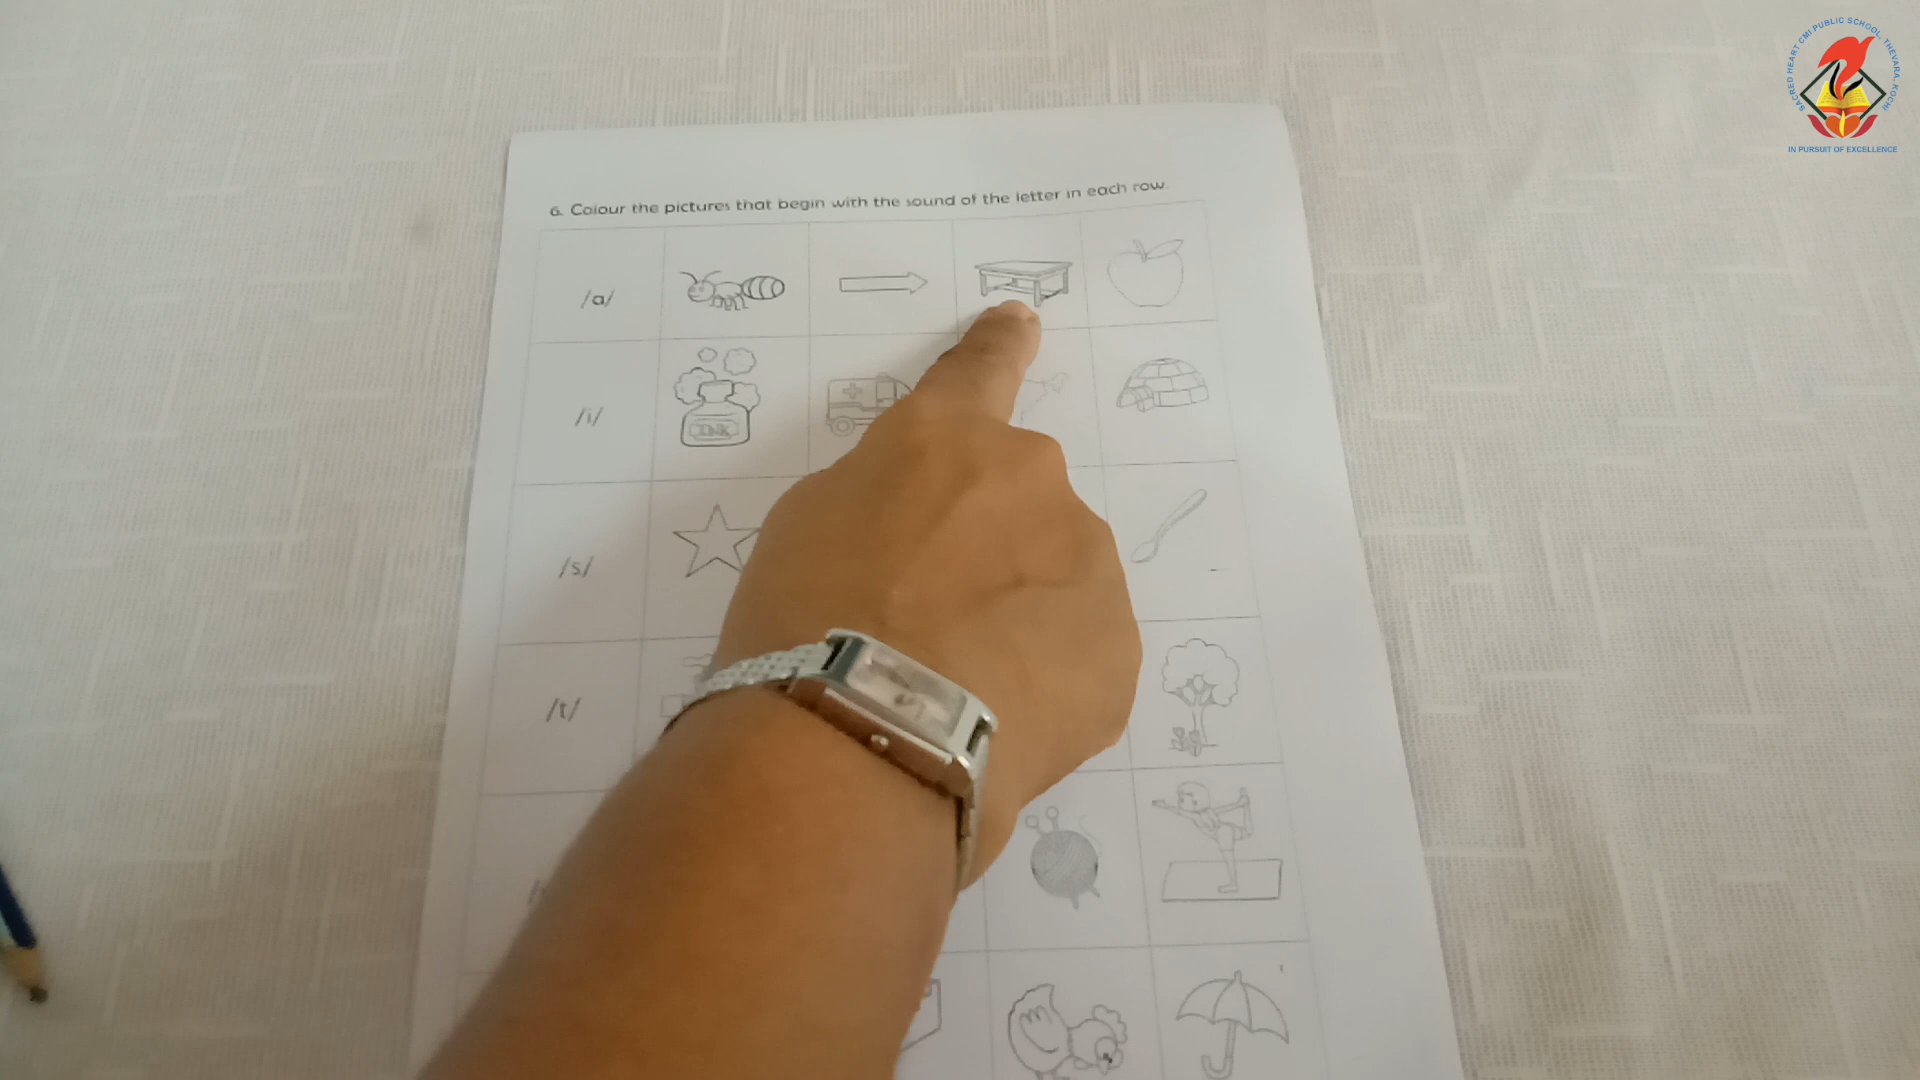 SACRED HEART CMI PUBLIC SCHOOL, THEVARA, KOCHI
IN PURSUIT OF EXCELLENCE
6. Colour the pictures that begin with the sound of the letter in each row.
/a/
/i/
INK
/s/
/t/